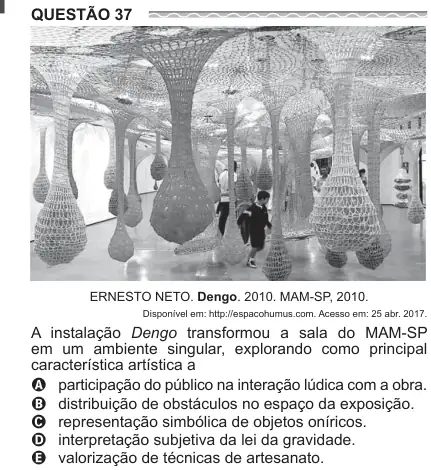 QUESTÃO 37
ERNESTO NETO. Dengo. 2010. MAM-SP, 2010.
Disponível em: http://espacohumus.com. Acesso em: 25 abr. 2017.
A instalação Dengo transformou a sala do MAM-SP
em um ambiente singular, explorando como principal
característica artística a
A participação do público na interação lúdica com a obra.
B distribuição de obstáculos no espaço da exposição.
C representação simbólica de objetos oníricos.
D interpretação subjetiva da lei da gravidade.
E valorização de técnicas de artesanato.